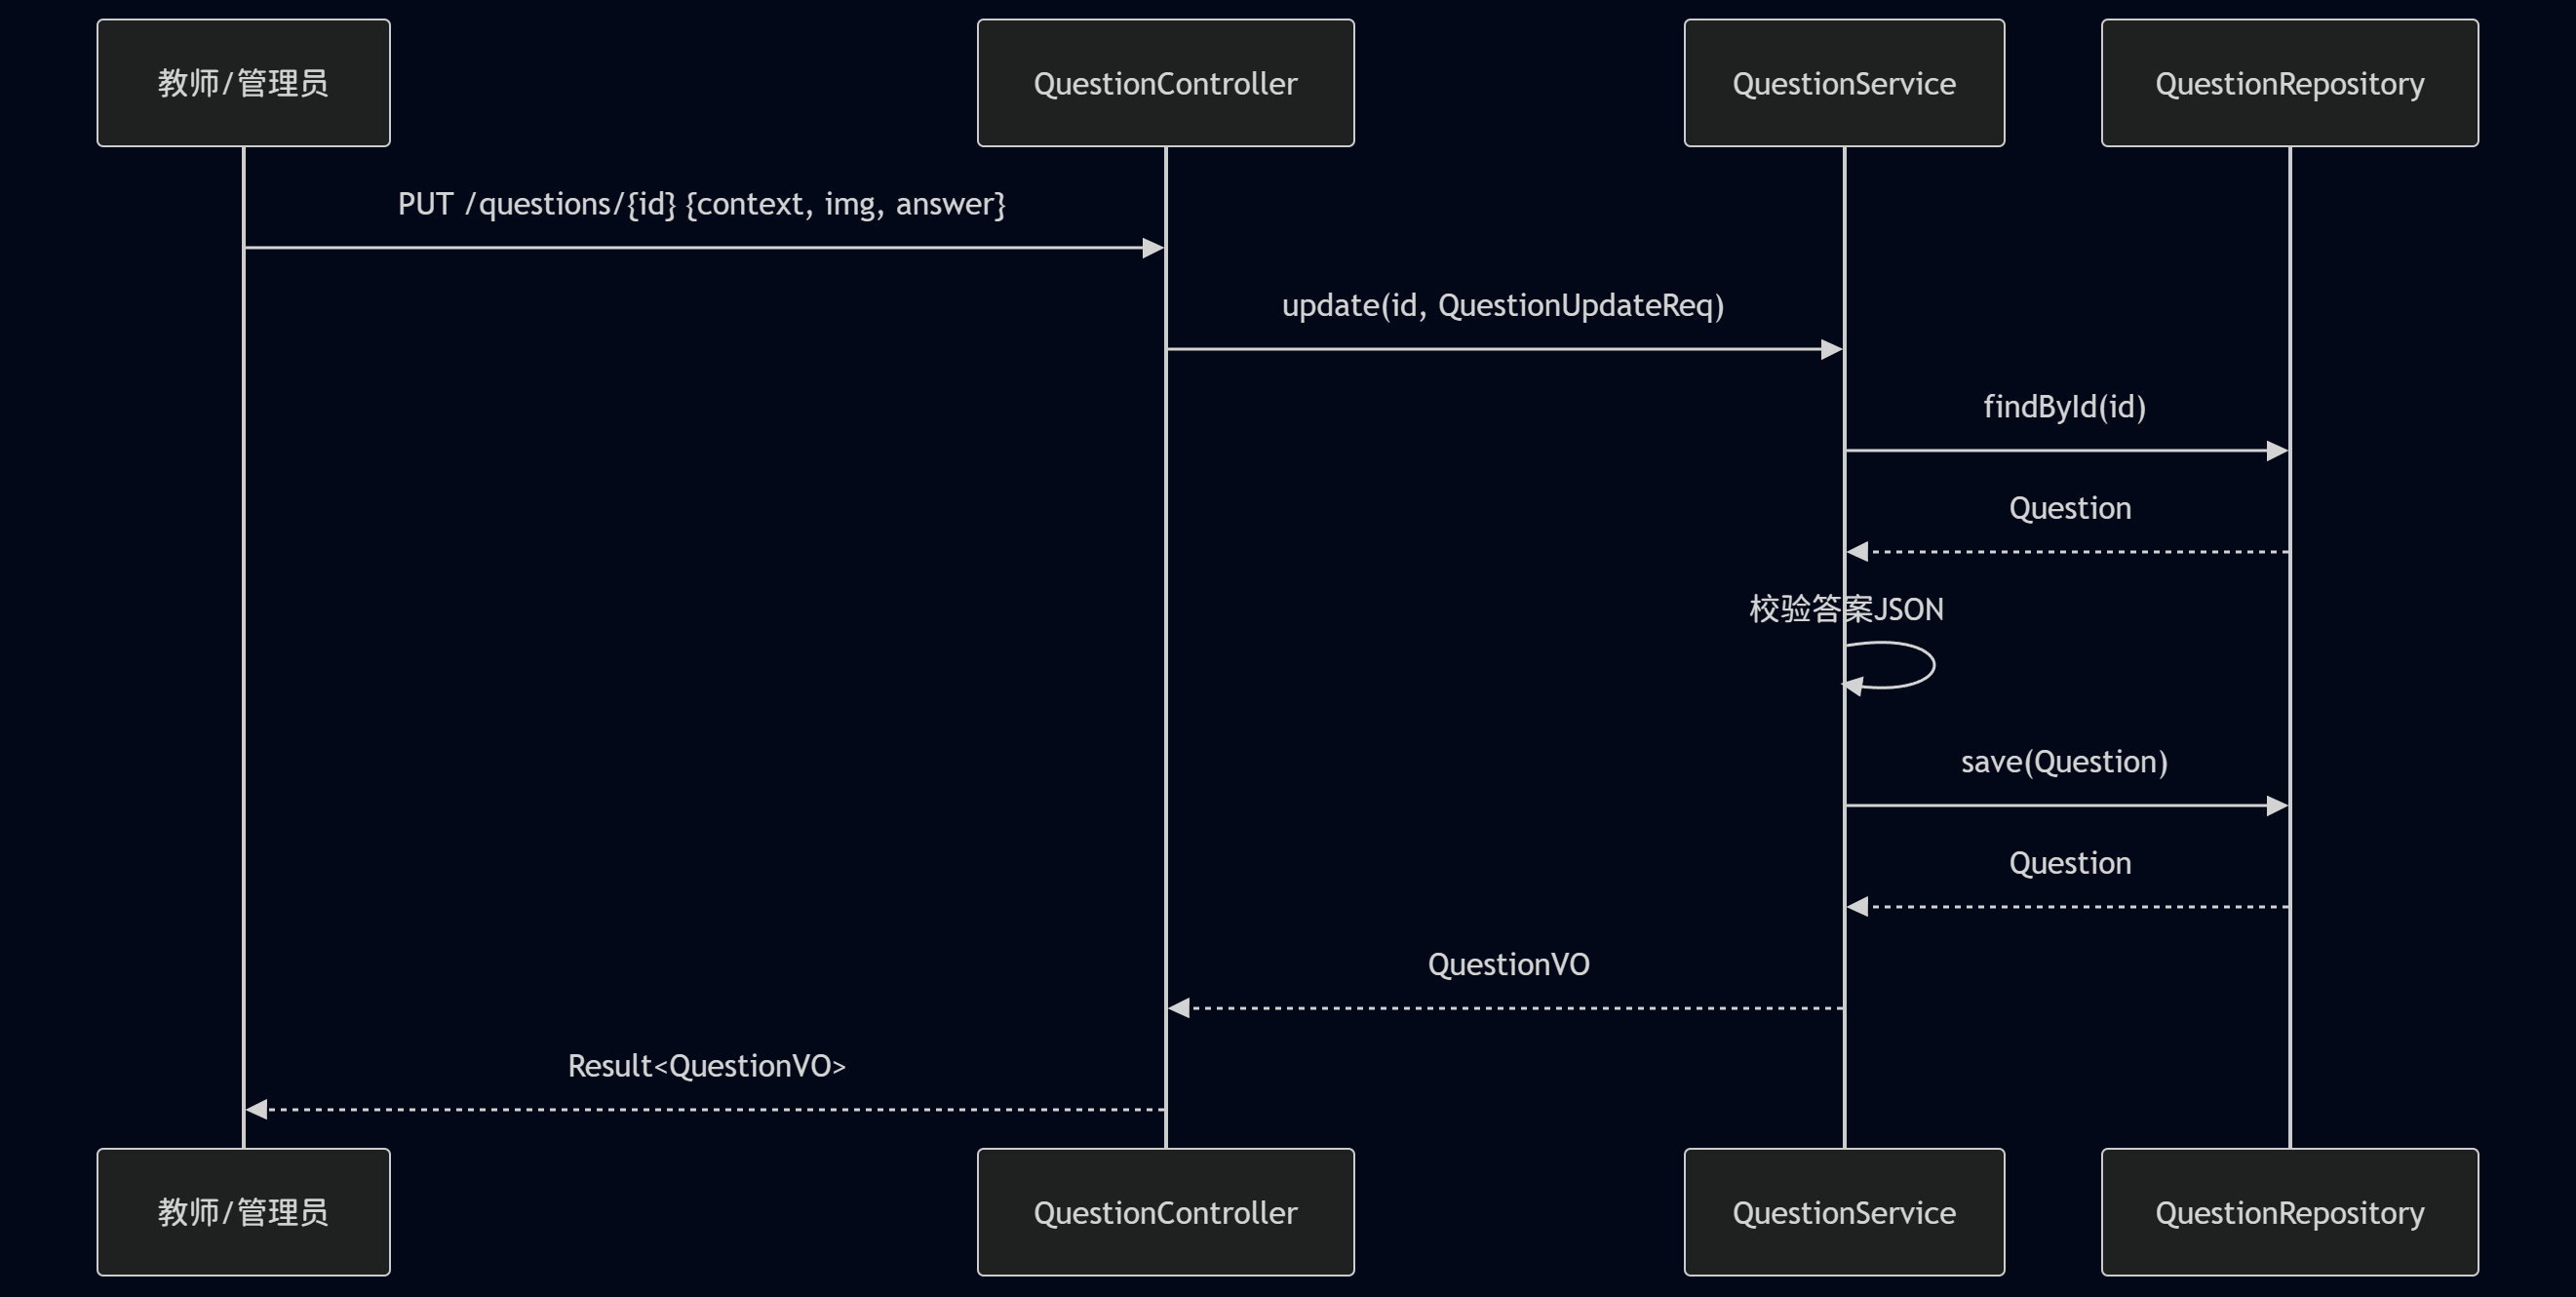 教师/管理员
QuestionController
QuestionService
QuestionRepository
PUT /questions/{id} {context, img, answer}
update(id, QuestionUpdateReq)
findById(id)
Question
校验答案JSON
save(Question)
Question
QuestionVO
Result<QuestionVO>
教师/管理员
QuestionController
QuestionService
QuestionRepository